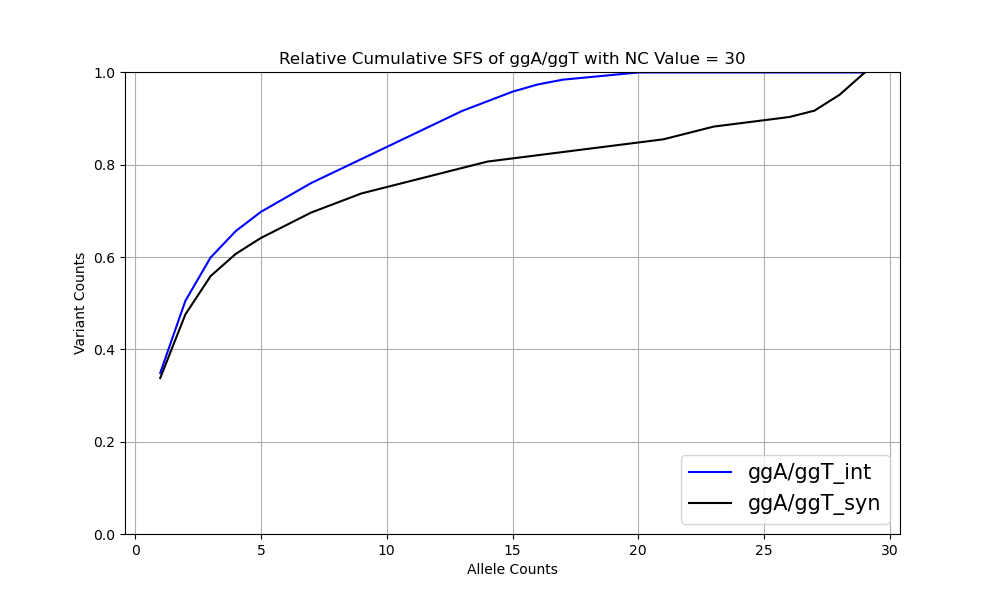 Relative Cumulative SFS of ggA/ggT with NC Value = 30
1.0
0.8
0.6
0.4
0.2
0.0
Variant Counts
ggA/ggT_int
ggA/ggT_syn
0 5 10 15 20 25 30
Allele Counts